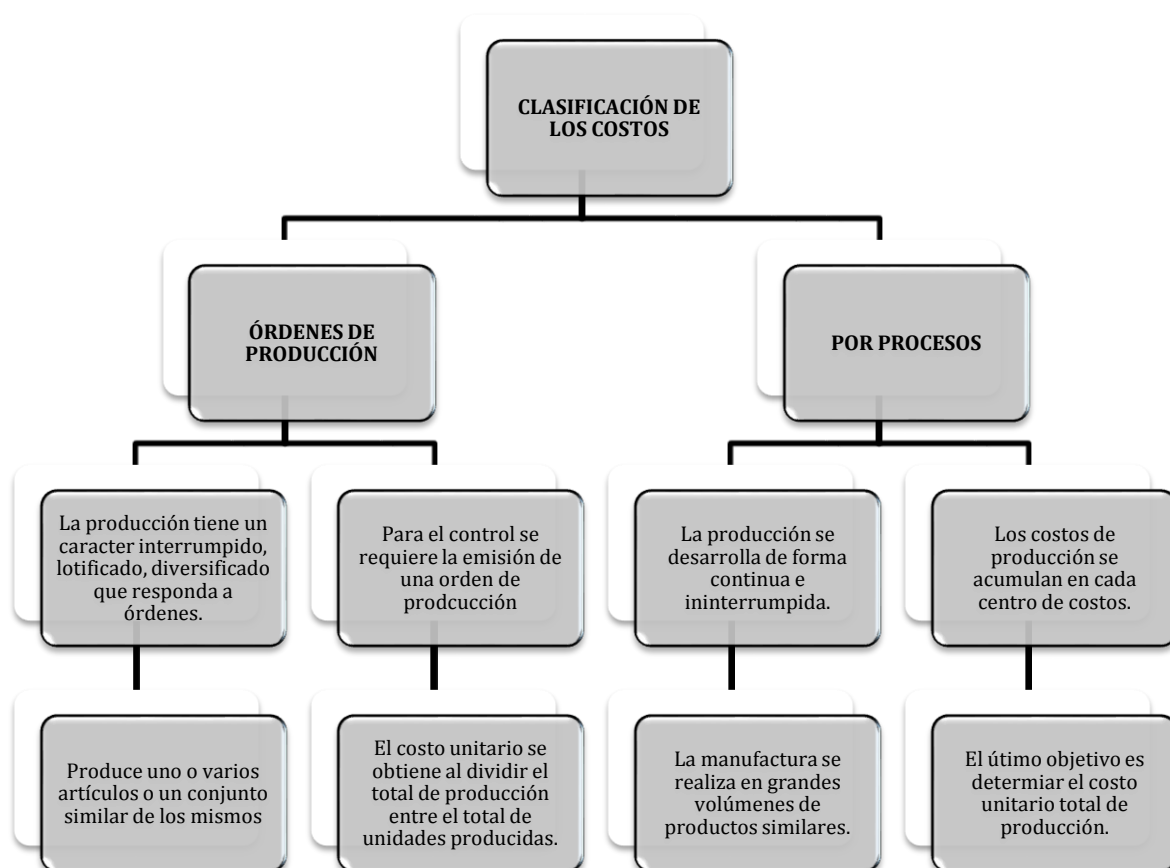 CLASIFICACIÓN DE
LOS COSTOS
ÓRDENES DE
PRODUCCIÓN
POR PROCESOS
La producción tiene un
caracter interrumpido,
lotificado, diversificado
que responda a
órdenes.
Para el control se
requiere la emisión de
una orden de
prodcucción
La producción se
desarrolla de forma
continua e
ininterrumpida.
Los costos de
producción se
acumulan en cada
centro de costos.
Produce uno o varios
artículos o un conjunto
similar de los mismos
El costo unitario se
obtiene al dividir el
total de producción
entre el total de
unidades producidas.
La manufactura se
realiza en grandes
volúmenes de
productos similares.
El útimo objetivo es
determiar el costo
unitario total de
producción.